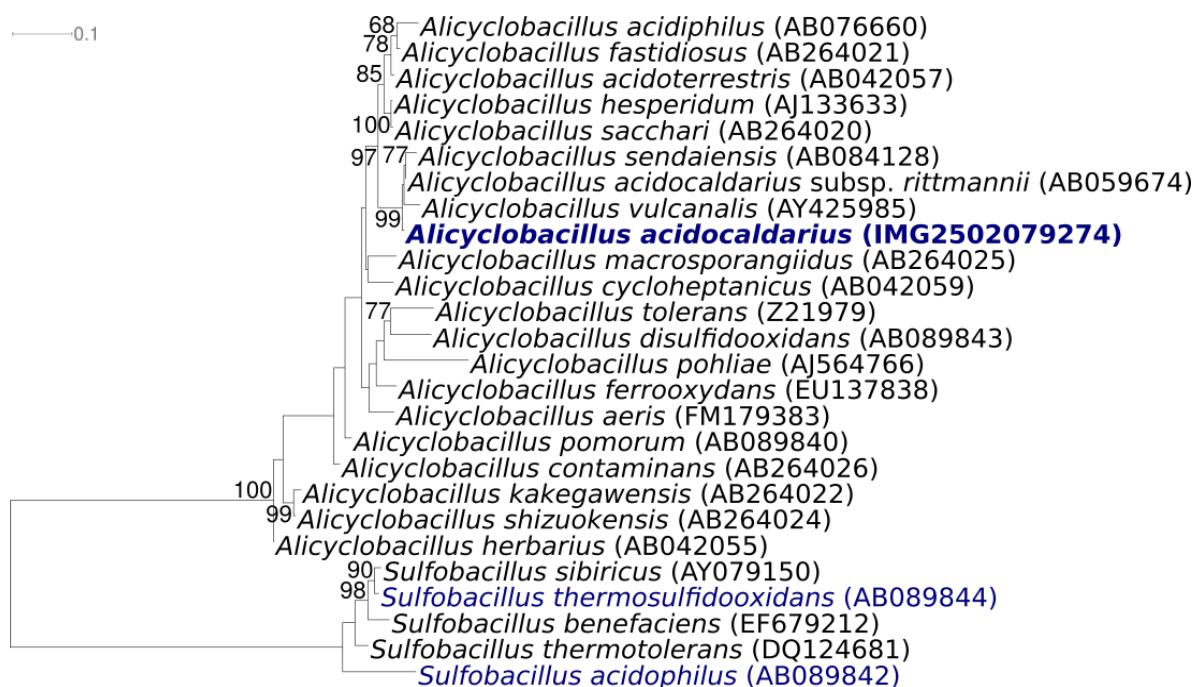 0.1
68 Alicyclobacillus acidiphilus (AB076660)
78 Alicyclobacillus fastidiosus (AB264021)
85 Alicyclobacillus acidoterrestris (AB042057)
Alicyclobacillus hesperidum (AJ133633)
100 Alicyclobacillus sacchari (AB264020)
97 77 Alicyclobacillus sendaiensis (AB084128)
Alicyclobacillus acidocaldarius subsp. rittmannii (AB059674)
99 Alicyclobacillus vulcanalis (AY425985)
Alicyclobacillus acidocaldarius (IMG2502079274)
Alicyclobacillus macrosporangiidus (AB264025)
Alicyclobacillus cycloheptanicus (AB042059)
77 Alicyclobacillus tolerans (Z21979)
Alicyclobacillus disulfidooxidans (AB089843)
Alicyclobacillus pohliae (AJ564766)
Alicyclobacillus ferrooxydans (EU137838)
Alicyclobacillus aeris (FM179383)
Alicyclobacillus pomorum (AB089840)
Alicyclobacillus contaminans (AB264026)
100 Alicyclobacillus kakegawensis (AB264022)
99 Alicyclobacillus shizuokensis (AB264024)
Alicyclobacillus herbarius (AB042055)
90 Sulfobacillus sibiricus (AY079150)
98 Sulfobacillus thermosulfidooxidans (AB089844)
Sulfobacillus benefaciens (EF679212)
Sulfobacillus thermotolerans (DQ124681)
Sulfobacillus acidophilus (AB089842)